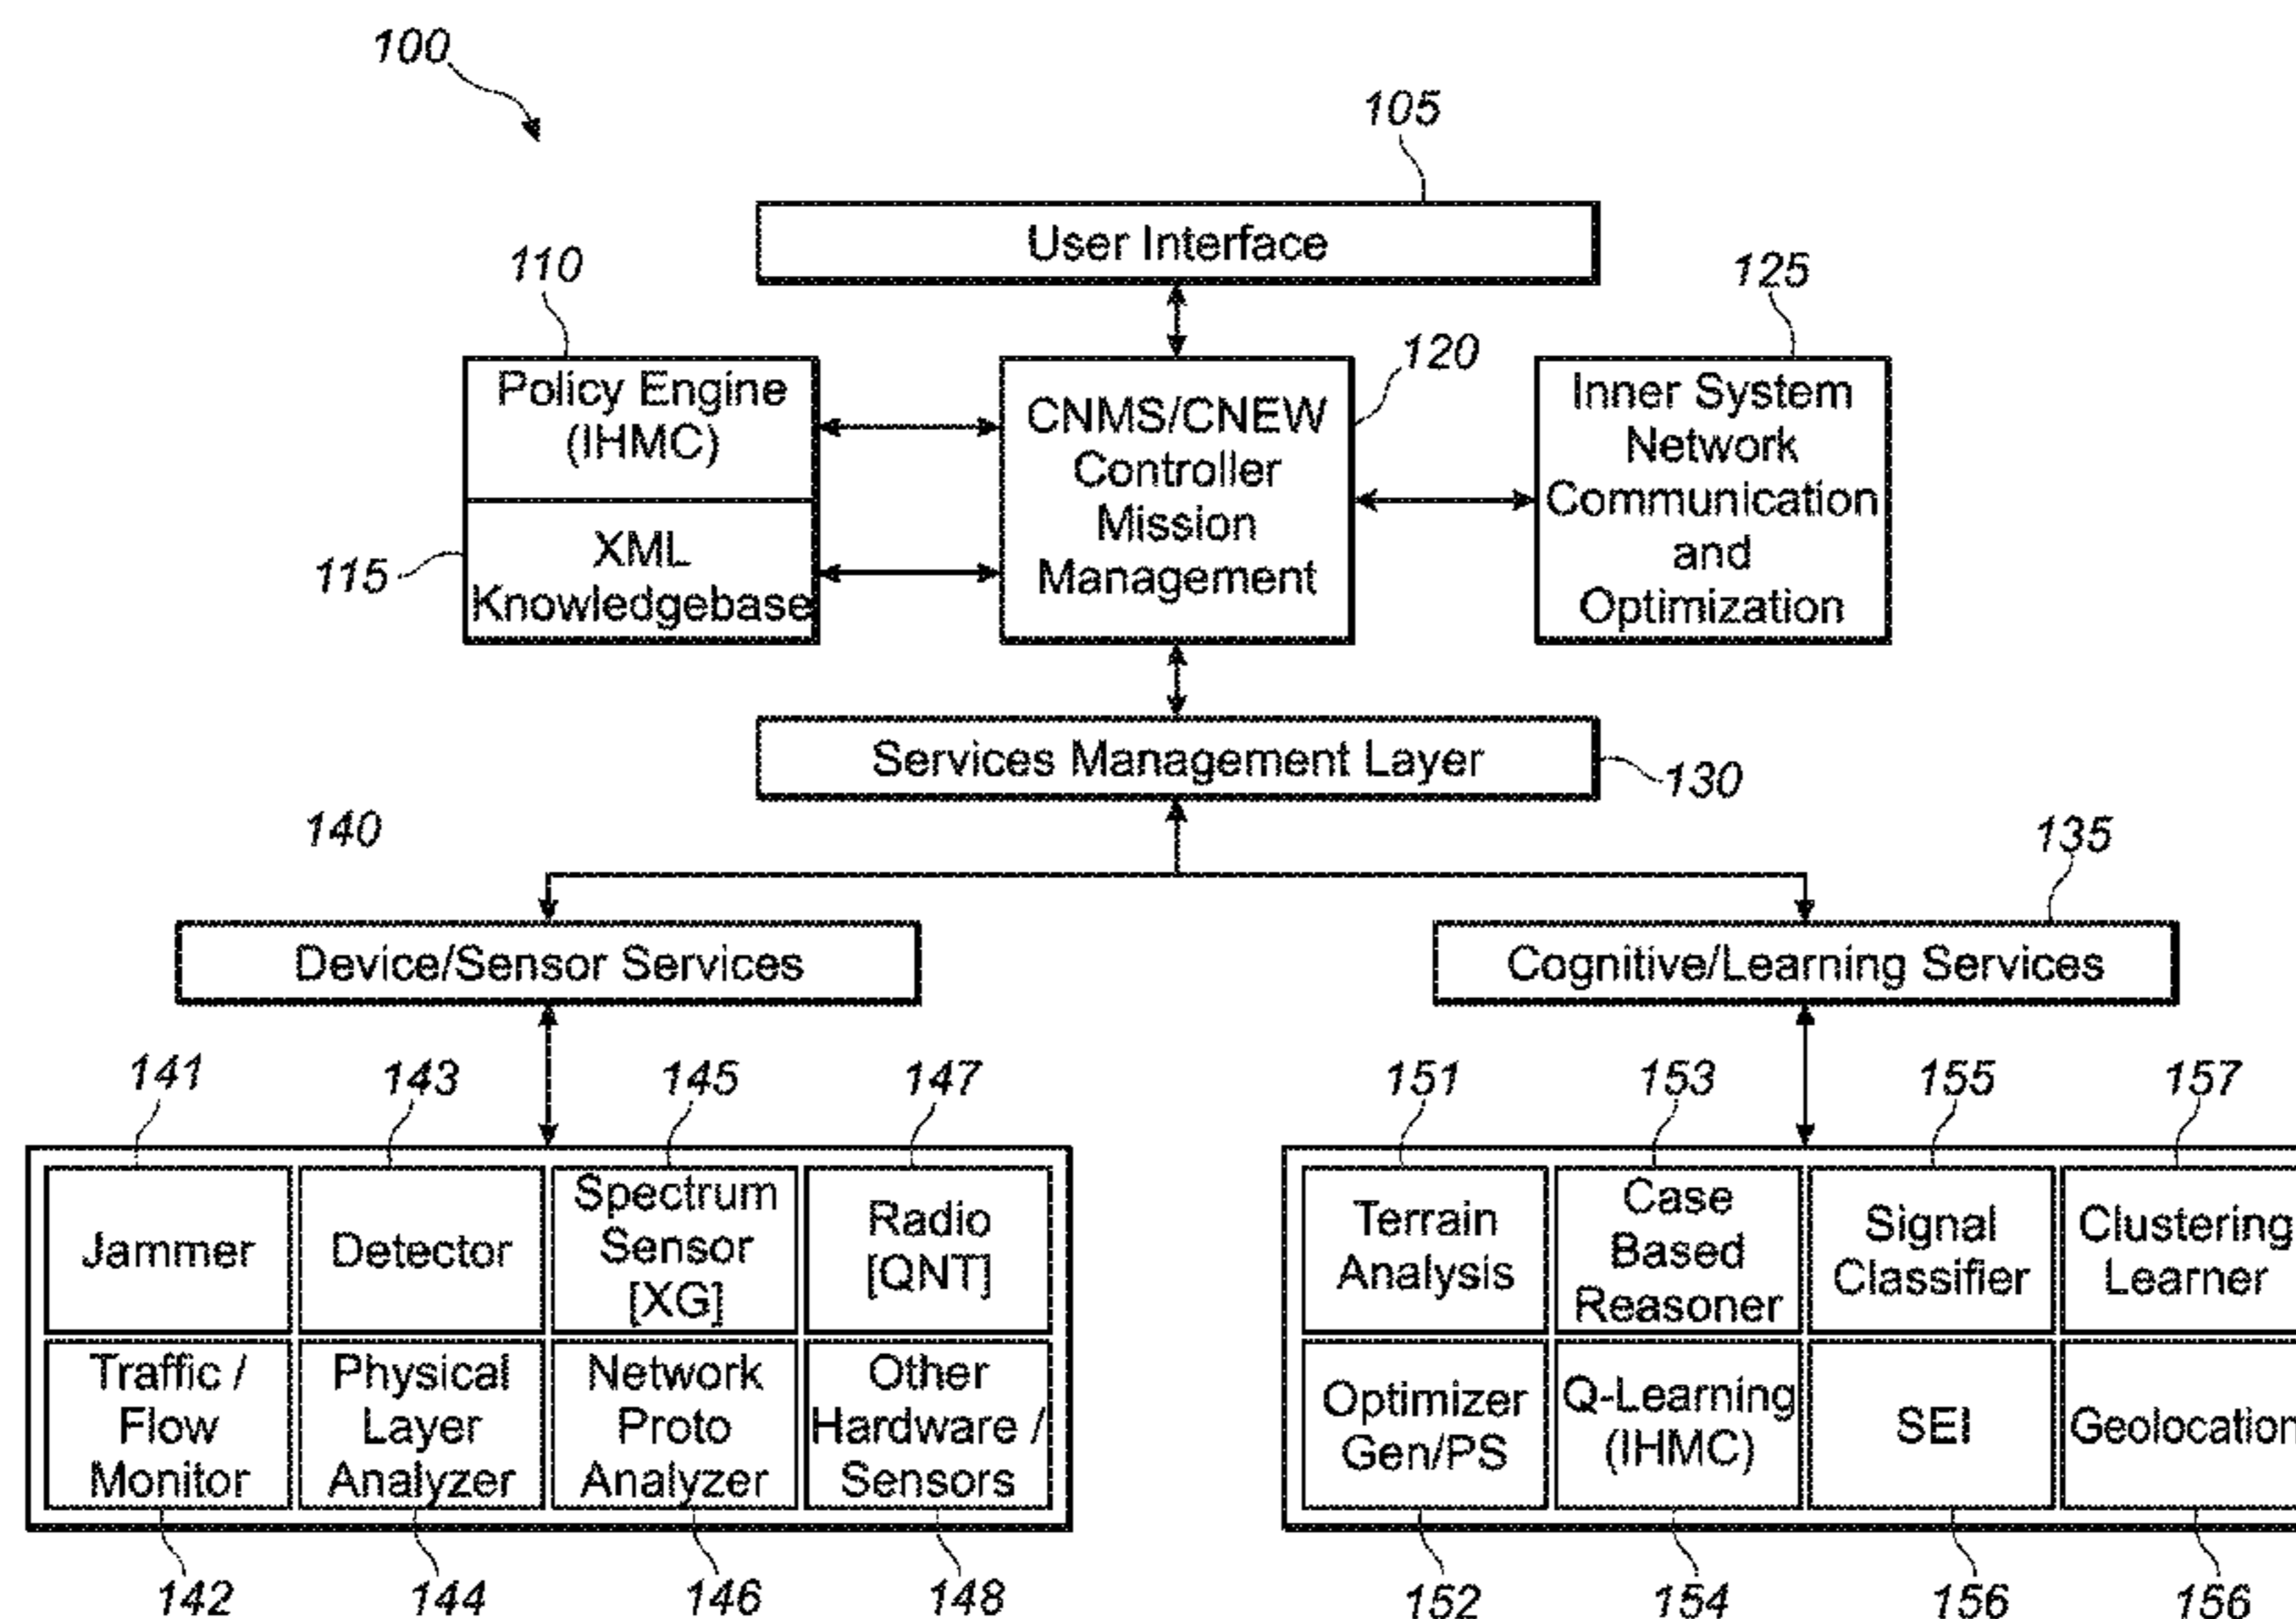 100
105
User Interface
110
125
120
Policy Engine
(IHMC)
CNMS/CNEW
Controller
Mission
Management
Inner System
Network
Communication
and
Optimization
115
XML
Knowledgebase
Services Management Layer
130
140
135
Device/Sensor Services
Cognitive/Learning Services
141
143
145
147
151
153
155
157
Jammer
Detector
Spectrum
Sensor
[XG]
Radio
[QNT]
Terrain
Analysis
Case
Based
Reasoner
Signal
Classifier
Clustering
Learner
Traffic /
Flow
Monitor
Physical
Layer
Analyzer
Network
Proto
Analyzer
Other
Hardware /
Sensors
Optimizer
Gen/PS
Q-Learning
(IHMC)
SEI
Geolocation
142
144
146
148
152
154
156
156